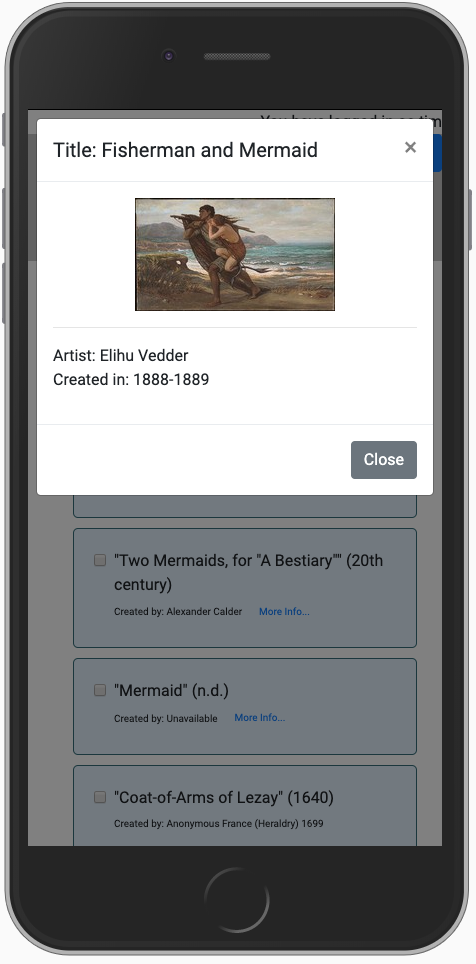 You have logged in
Title: Fisherman and Mermaid ×
Artist: Elihu Vedder
Created in: 1888-1889
Close
"Two Mermaids, for "A Bestiary"" (20th
century)
Created by: Alexander Calder More Info...
"Mermaid" (n.d.)
Created by: Unavailable More Info...
"Coat-of-Arms of Lezay" (1640)
Created by: Anonymous France (Heraldry) 1699